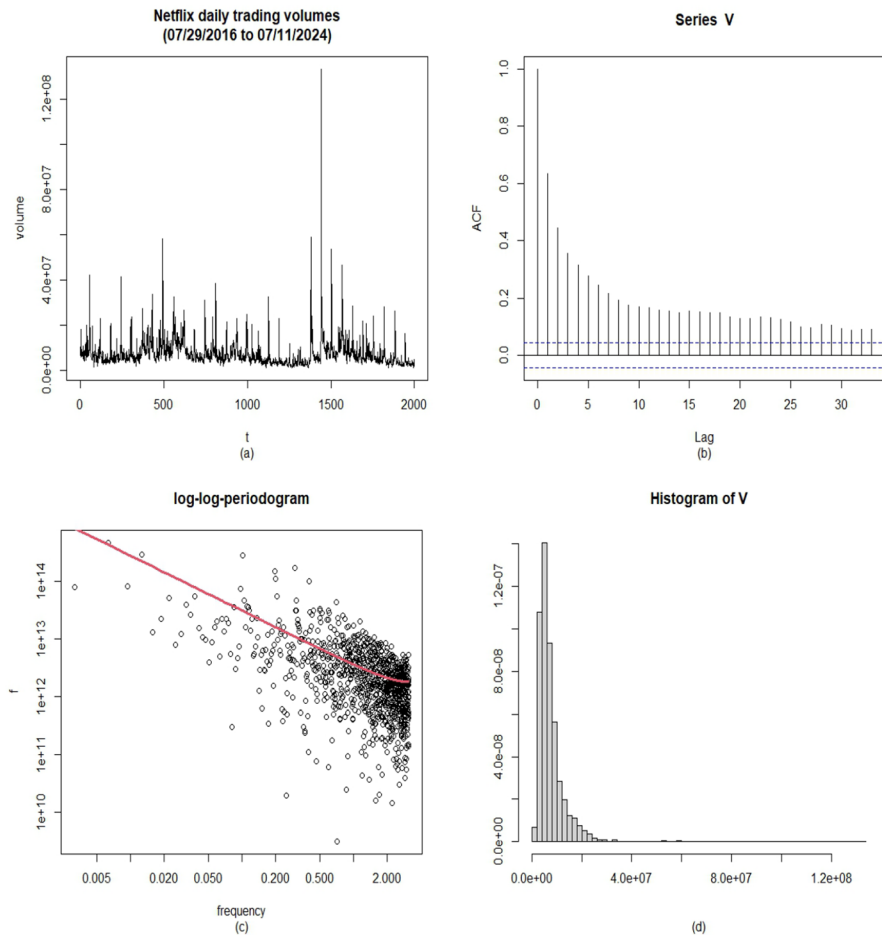 Netflix daily trading volumes
(07/29/2016 to 07/11/2024)
volume
0.0e+00 4.0e+07 8.0e+07 1.2e+08
0 500 1000 1500 2000
t
(a)
Series V
ACF
0.0 0.2 0.4 0.6 0.8 1.0
0 5 10 15 20 25 30
Lag
(b)
log-log-periodogram
f
1e+10 1e+11 1e+12 1e+13 1e+14
0.005 0.020 0.050 0.200 0.500 2.000
frequency
(c)
Histogram of V
0.0e+00 4.0e-08 8.0e-08 1.2e-07
0.0e+00 4.0e+07 8.0e+07 1.2e+08
(d)